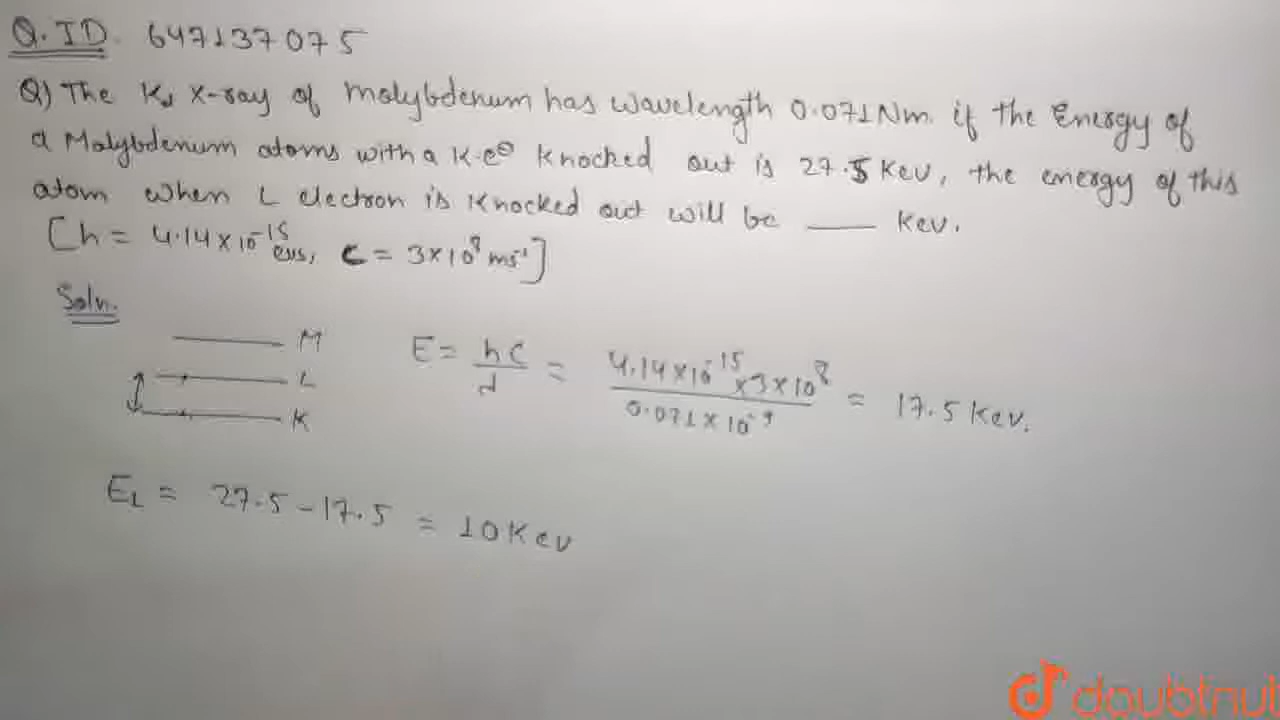 Q.ID. 647137075
Q) The Kα X-ray of Molybdenum has wavelength 0.071 Nm. if the Energy of
a Molybdenum atoms with a K.e⊖ Knocked out is 27.5 Kev, the energy of this
atom when L electron is Knocked out will be ___ Kev.
[h = 4.14×10⁻¹⁵ evs, c = 3×10⁸ ms⁻¹]
Soln.
M
L
K
E = hc/λ = 4.14×10⁻¹⁵×3×10⁸ / 0.071×10⁻⁹ = 17.5 Kev.
E_L = 27.5 - 17.5 = 10 Kev
doubtnut